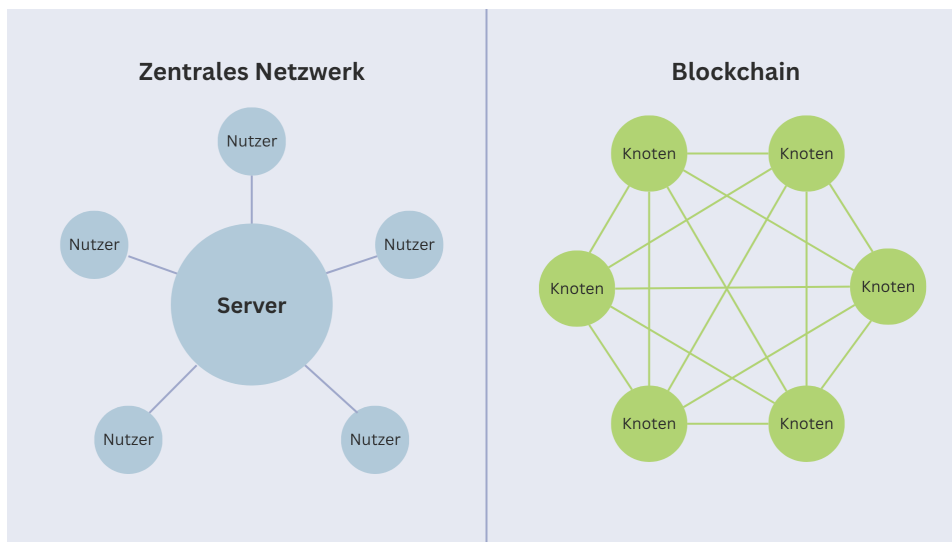 Zentrales Netzwerk
Nutzer
Nutzer
Nutzer
Server
Nutzer
Nutzer
Blockchain
Knoten
Knoten
Knoten
Knoten
Knoten
Knoten